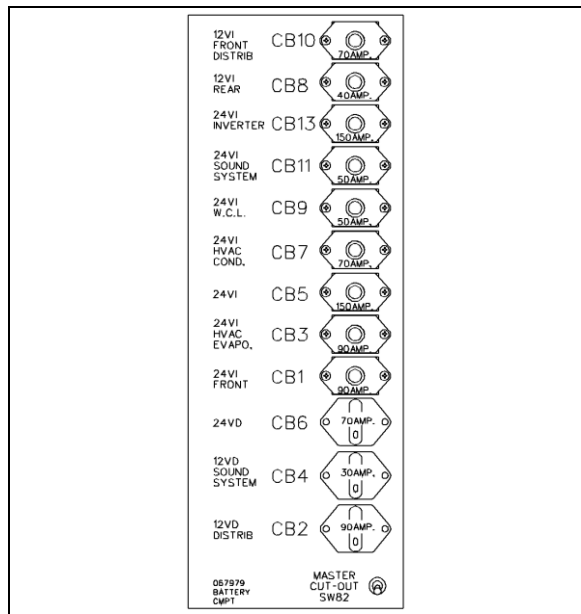 12VI
FRONT
DISTRIB
CB10
70AMP.
12VI
REAR
CB8
40AMP.
24VI
INVERTER
CB13
150AMP.
24VI
SOUND
SYSTEM
CB11
50AMP.
24VI
W.C.L.
CB9
50AMP.
24VI
HVAC
COND.
CB7
70AMP.
24VI
CB5
150AMP.
24VI
HVAC
EVAPO.
CB3
90AMP.
24VI
FRONT
CB1
90AMP.
24VD
CB6
70AMP.
12VD
SOUND
SYSTEM
CB4
30AMP.
12VD
DISTRIB
CB2
90AMP.
067979
BATTERY
CMPT
MASTER
CUT-OUT
SW82